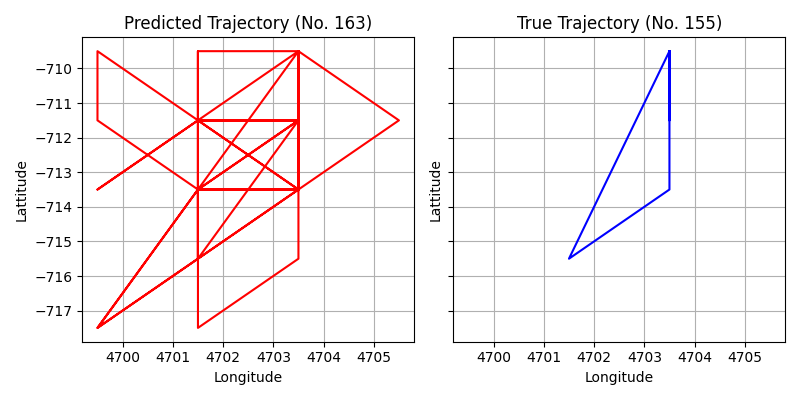 Predicted Trajectory (No. 163)
True Trajectory (No. 155)
Lattitude
−710
−711
−712
−713
−714
−715
−716
−717
4700 4701 4702 4703 4704 4705
Longitude
Lattitude
4700 4701 4702 4703 4704 4705
Longitude